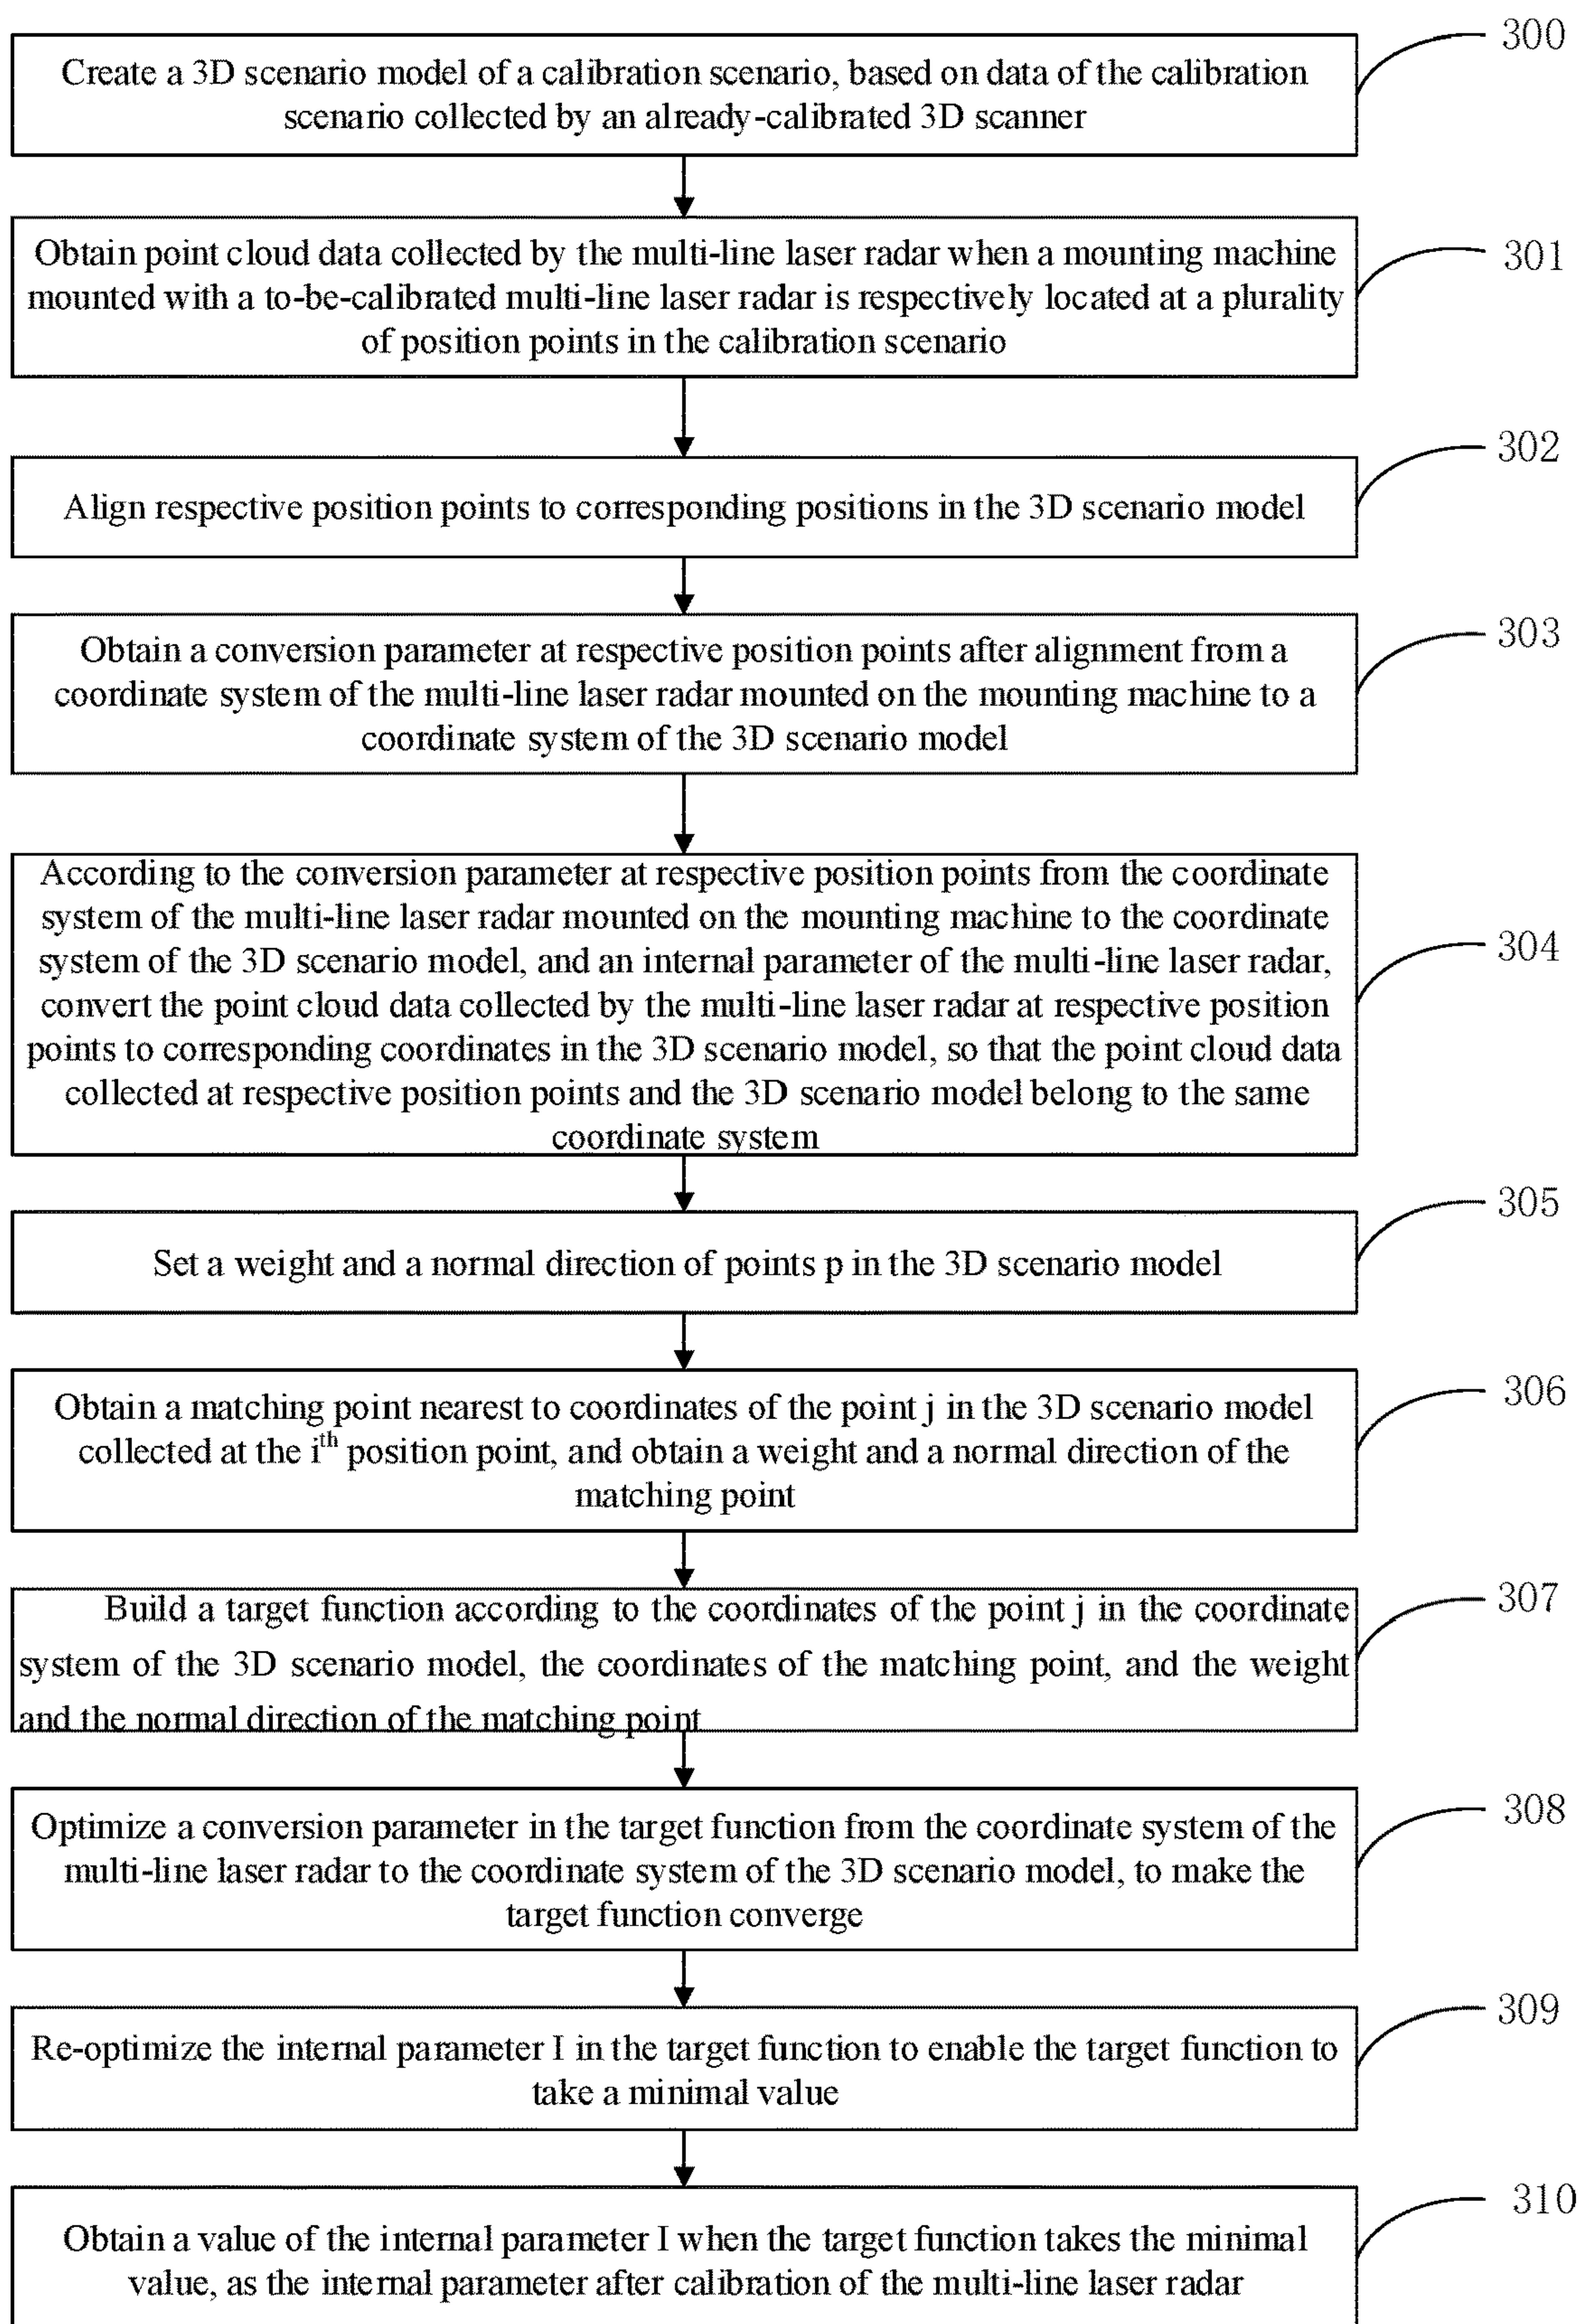 300
Create a 3D scenario model of a calibration scenario, based on data of the calibration
scenario collected by an already-calibrated 3D scanner
301
Obtain point cloud data collected by the multi-line laser radar when a mounting machine
mounted with a to-be-calibrated multi-line laser radar is respectively located at a plurality
of position points in the calibration scenario
302
Align respective position points to corresponding positions in the 3D scenario model
303
Obtain a conversion parameter at respective position points after alignment from a
coordinate system of the multi-line laser radar mounted on the mounting machine to a
coordinate system of the 3D scenario model
304
According to the conversion parameter at respective position points from the coordinate
system of the multi-line laser radar mounted on the mounting machine to the coordinate
system of the 3D scenario model, and an internal parameter of the multi-line laser radar,
convert the point cloud data collected by the multi-line laser radar at respective position
points to corresponding coordinates in the 3D scenario model, so that the point cloud data
collected at respective position points and the 3D scenario model belong to the same
coordinate system
305
Set a weight and a normal direction of points p in the 3D scenario model
306
Obtain a matching point nearest to coordinates of the point j in the 3D scenario model
collected at the ith position point, and obtain a weight and a normal direction of the
matching point
307
Build a target function according to the coordinates of the point j in the coordinate
system of the 3D scenario model, the coordinates of the matching point, and the weight
and the normal direction of the matching point
308
Optimize a conversion parameter in the target function from the coordinate system of the
multi-line laser radar to the coordinate system of the 3D scenario model, to make the
target function converge
309
Re-optimize the internal parameter I in the target function to enable the target function to
take a minimal value
310
Obtain a value of the internal parameter I when the target function takes the minimal
value, as the internal parameter after calibration of the multi-line laser radar